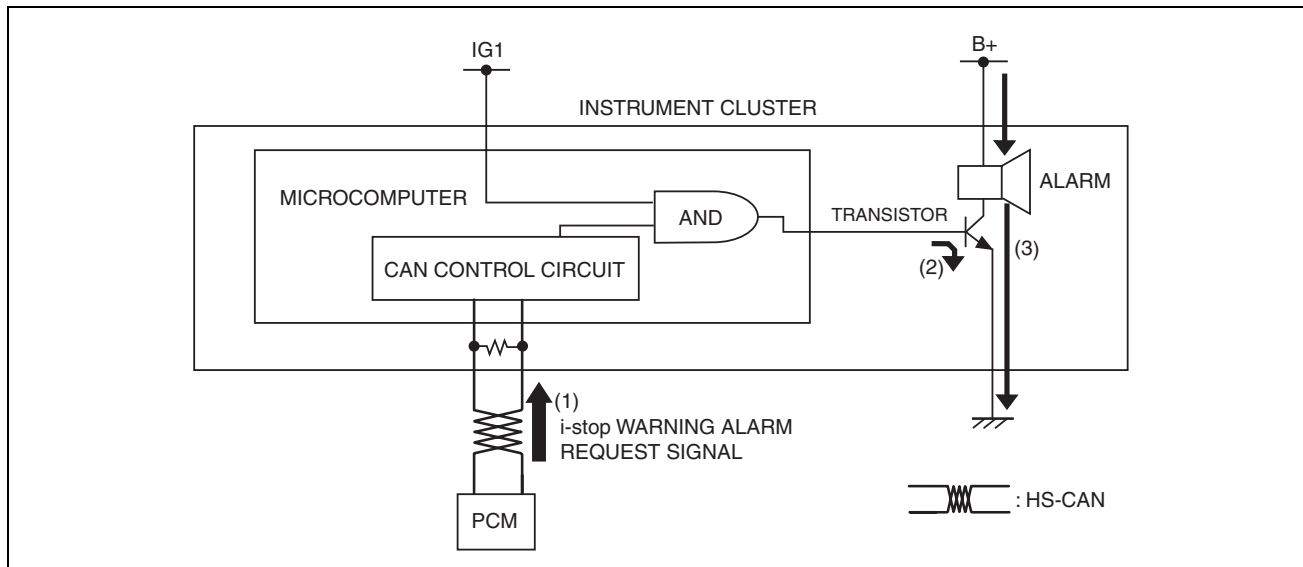 IG1
B+
INSTRUMENT CLUSTER
MICROCOMPUTER
AND
TRANSISTOR
ALARM
CAN CONTROL CIRCUIT
(2)
(3)
(1)
i-stop WARNING ALARM
REQUEST SIGNAL
PCM
: HS-CAN